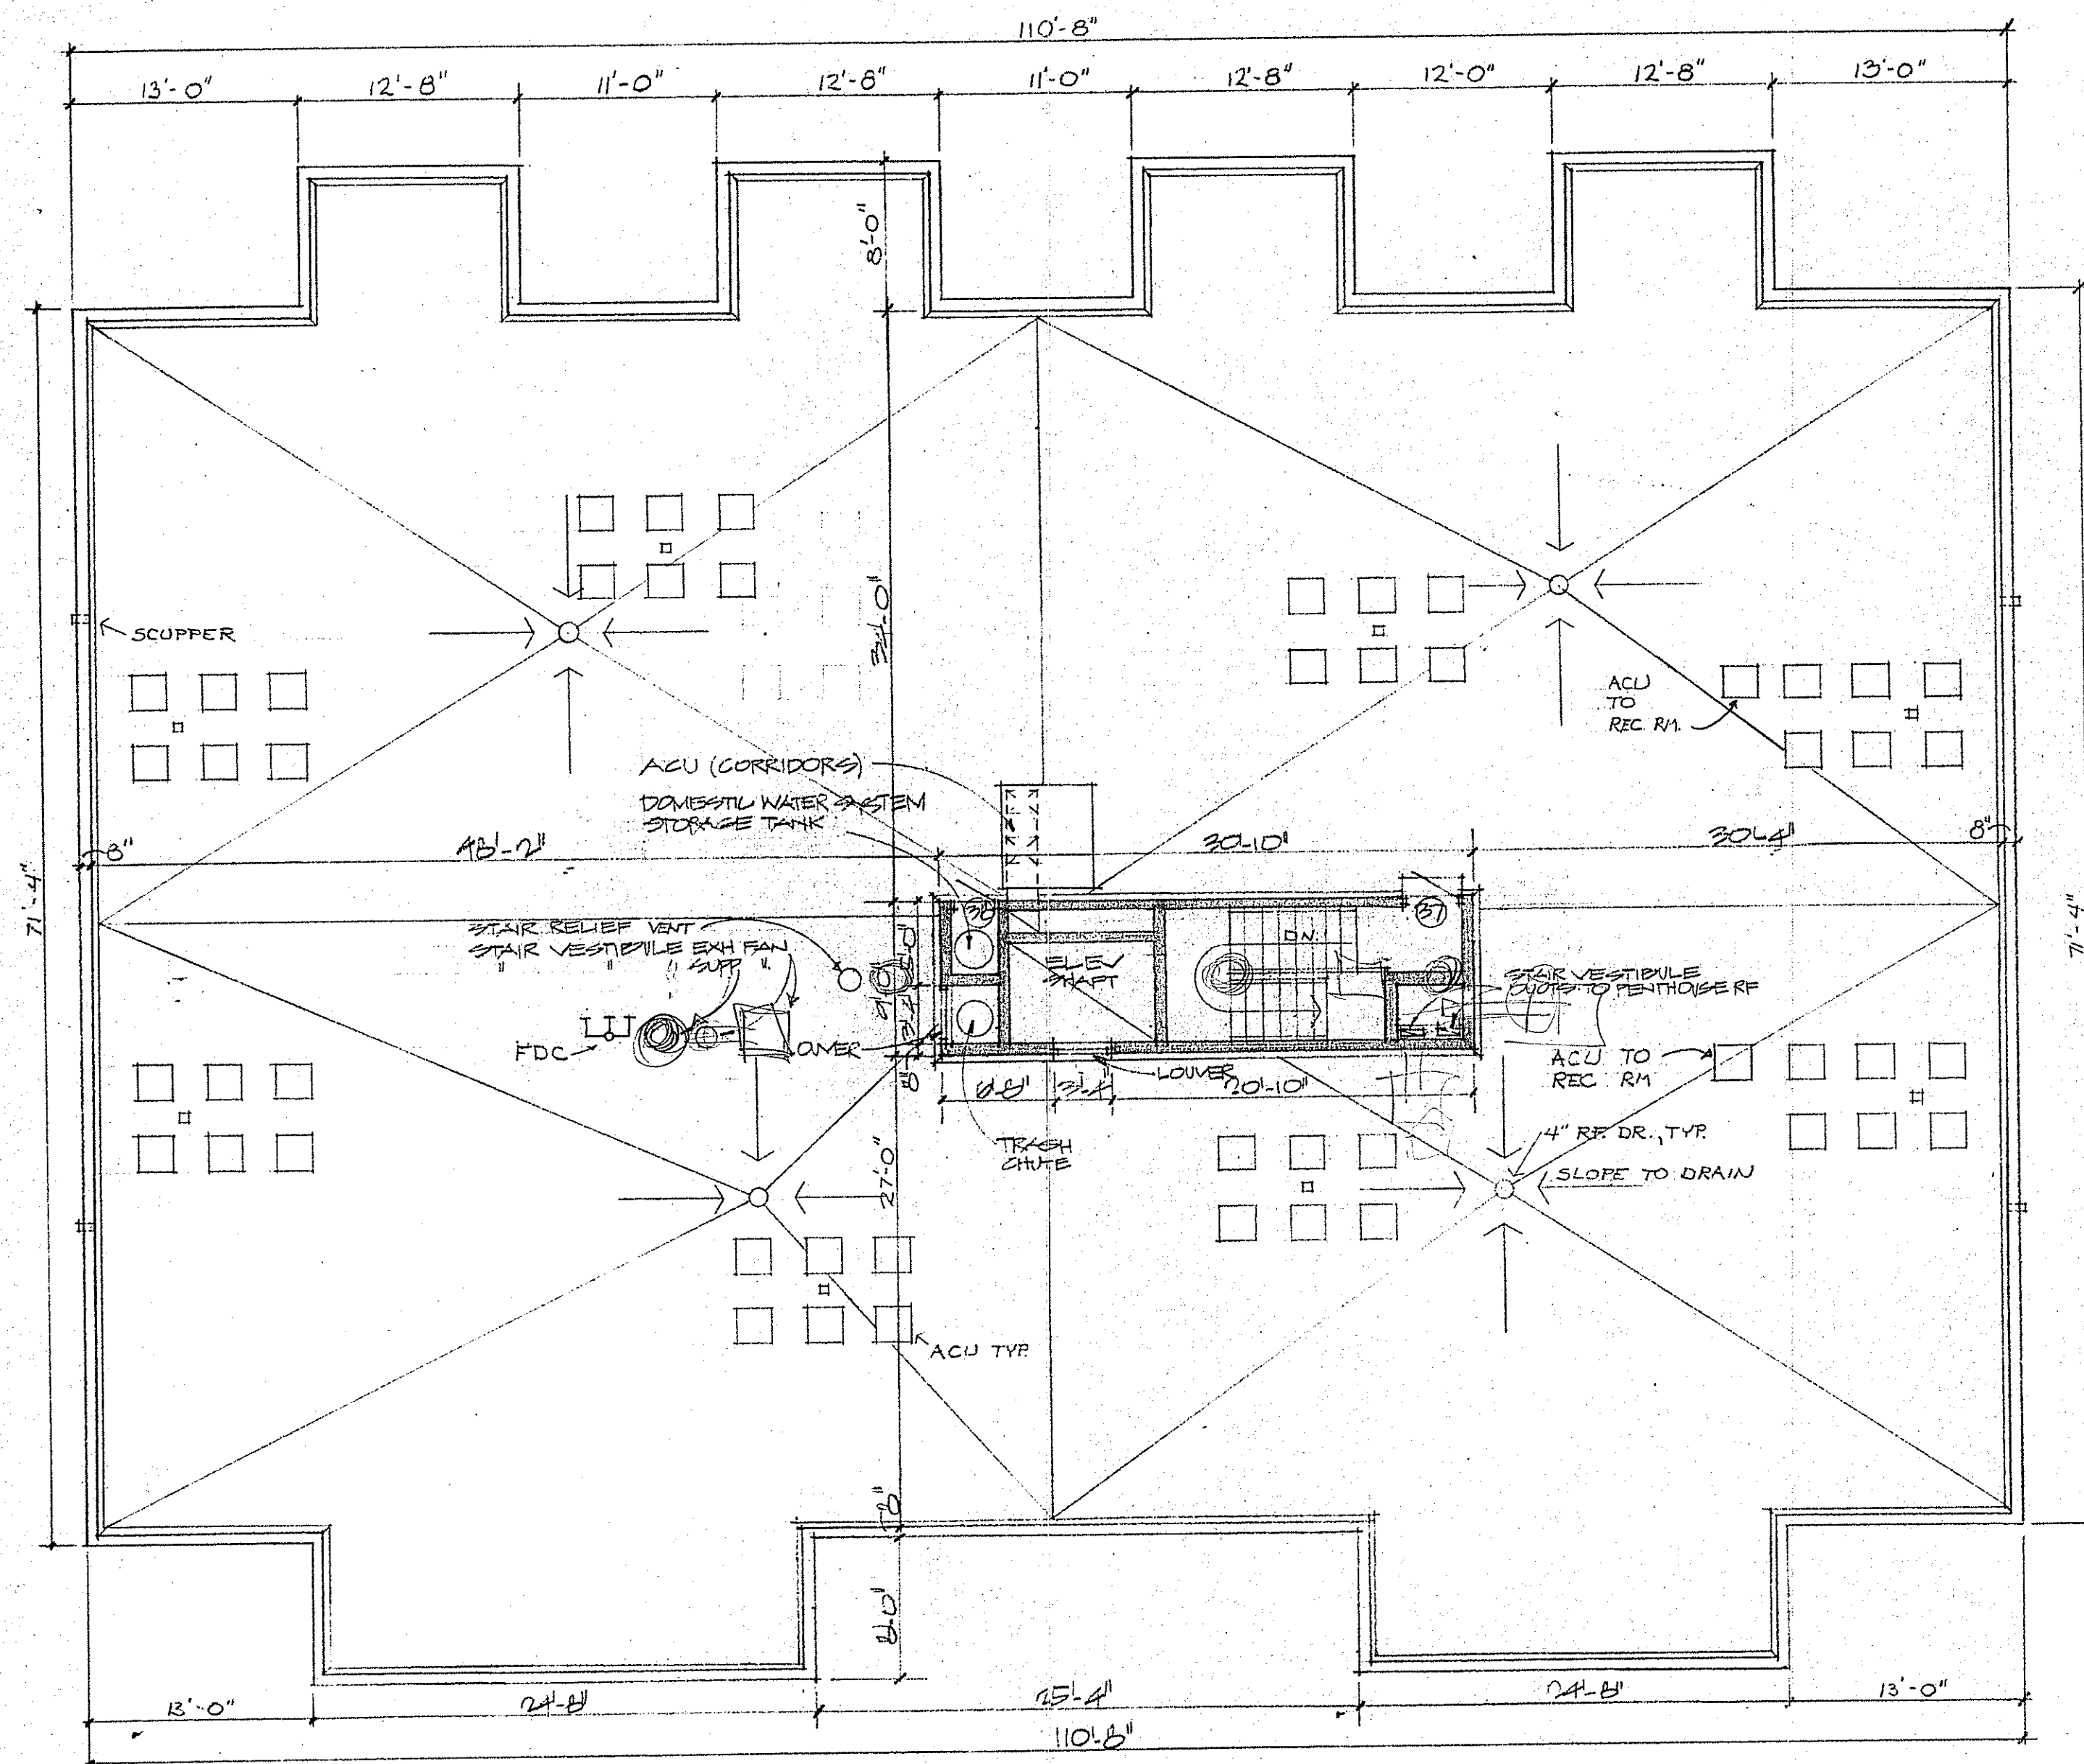 110'-8"
13'-0" 12'-8" 11'-0" 12'-8" 11'-0" 12'-8" 12'-0" 12'-8" 13'-0"
8'-0"
34'-0"
SCUPPER
ACU
TO
REC. RM.
ACU (CORRIDORS)
DOMESTIC WATER SYSTEM
STORAGE TANK
71'-4"
8"
48'-2"
30'-10"
30'-4"
8"
71'-4"
36
37
STAIR RELIEF VENT
STAIR VESTIBULE EXH FAN
" " " SUPP "
DN.
ELEV
SHAFT
STAIR VESTIBULE
DUCTS TO PENTHOUSE RF
FDC
LOUVER
LOUVER
ACU TO
REC RM
6'-8" 3'-4" 20'-10"
TRASH
CHUTE
27'-0"
4" RF. DR., TYP.
SLOPE TO DRAIN
ACU TYP.
8'-0"
13'-0" 24'-8" 24'-8" 13'-0"
110'-8"